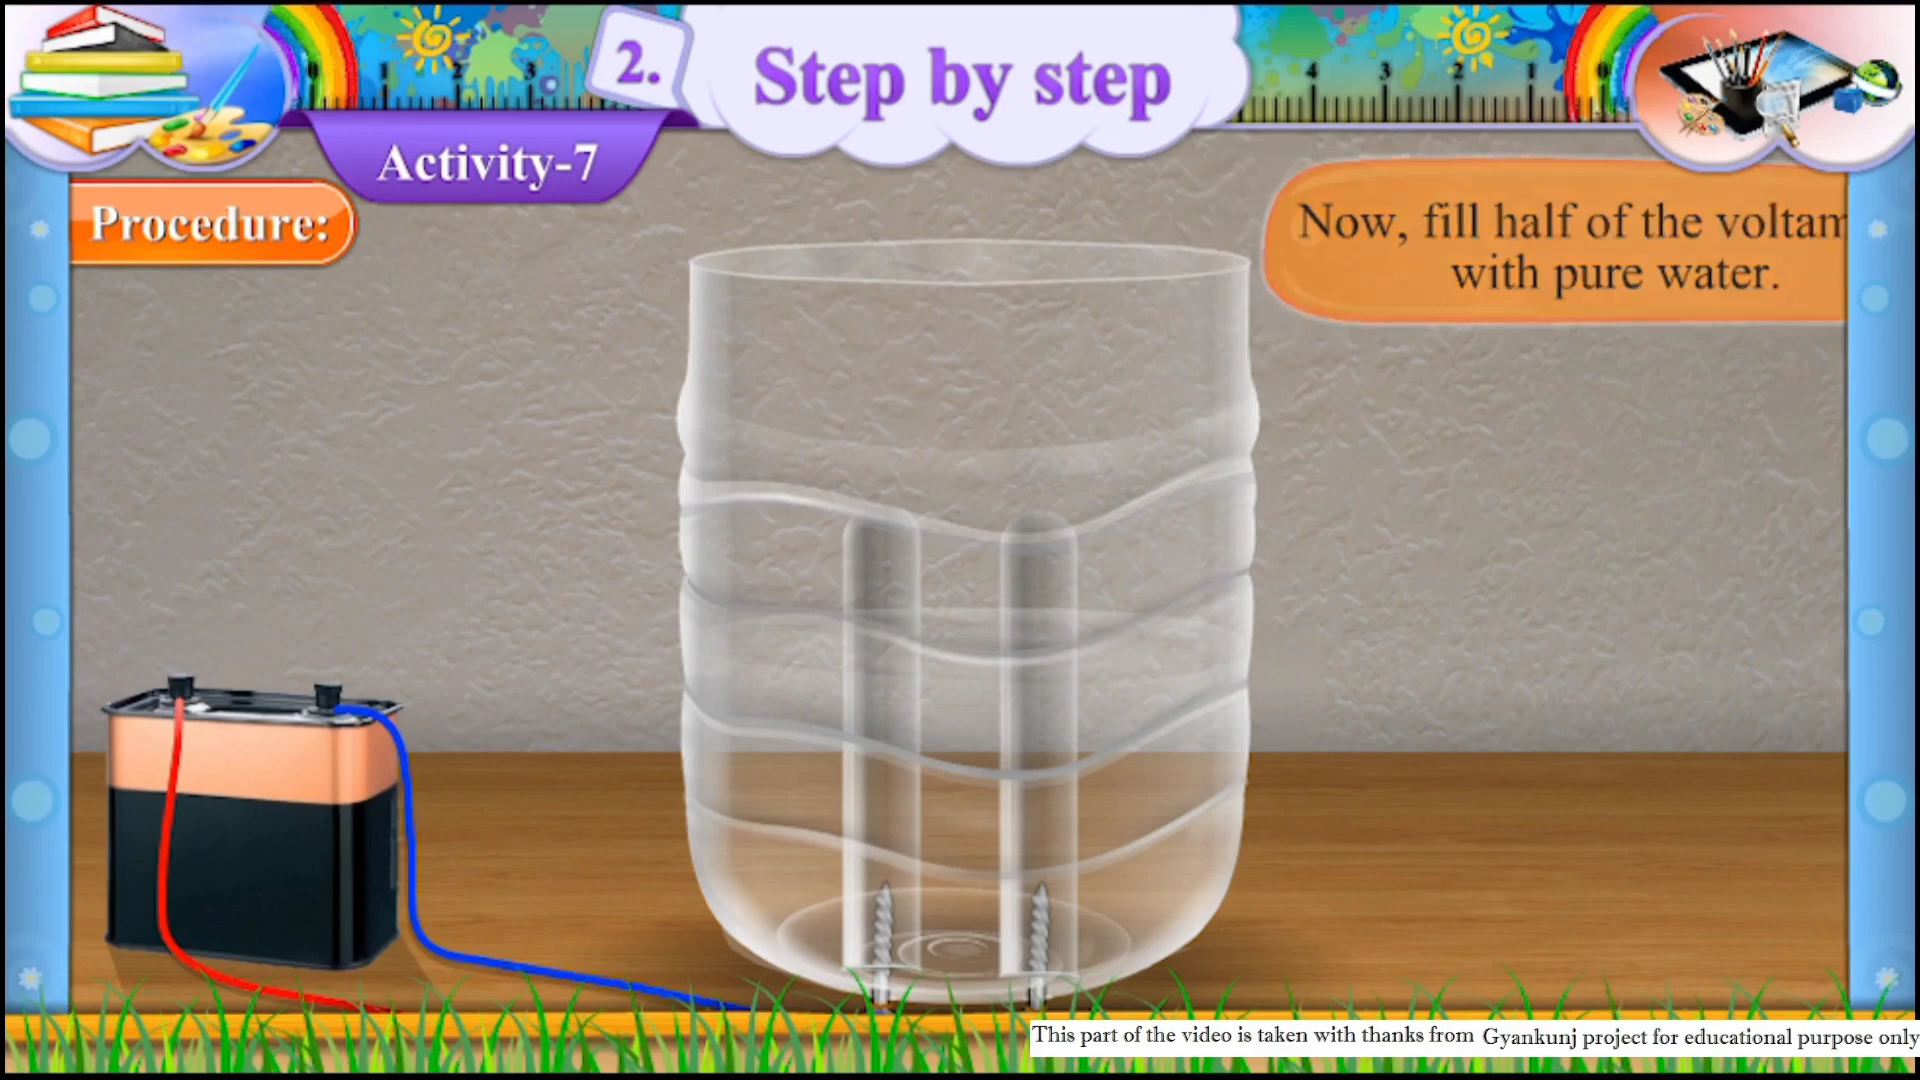 2.
Step by step
Activity-7
Procedure:
Now, fill half of the voltam
with pure water.
This part of the video is taken with thanks from Gyankunj project for educational purpose only